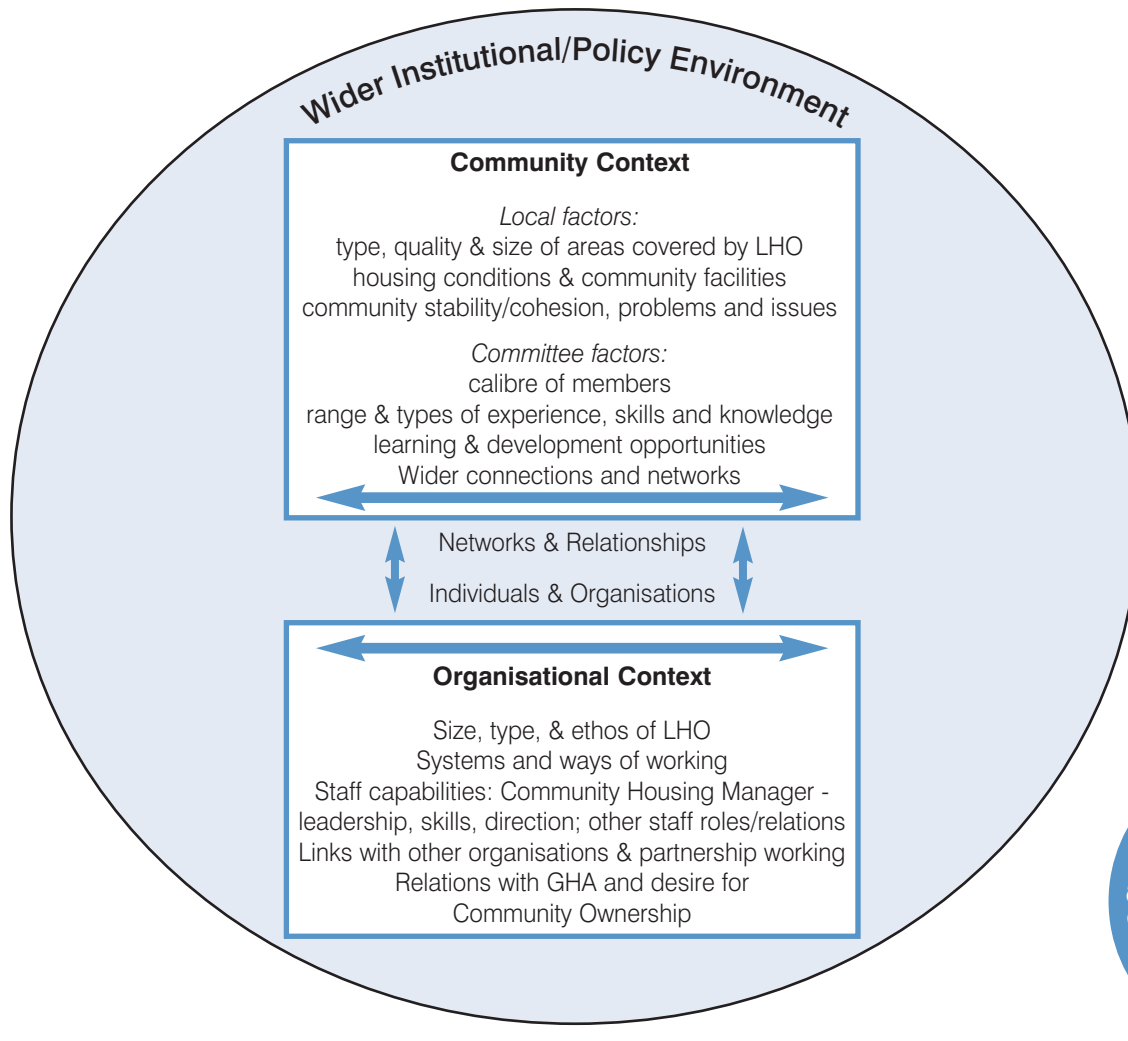 Wider Institutional/Policy Environment
Community Context
Local factors:
type, quality & size of areas covered by LHO
housing conditions & community facilities
community stability/cohesion, problems and issues
Committee factors:
calibre of members
range & types of experience, skills and knowledge
learning & development opportunities
Wider connections and networks
Networks & Relationships
Individuals & Organisations
Organisational Context
Size, type, & ethos of LHO
Systems and ways of working
Staff capabilities: Community Housing Manager -
leadership, skills, direction; other staff roles/relations
Links with other organisations & partnership working
Relations with GHA and desire for
Community Ownership